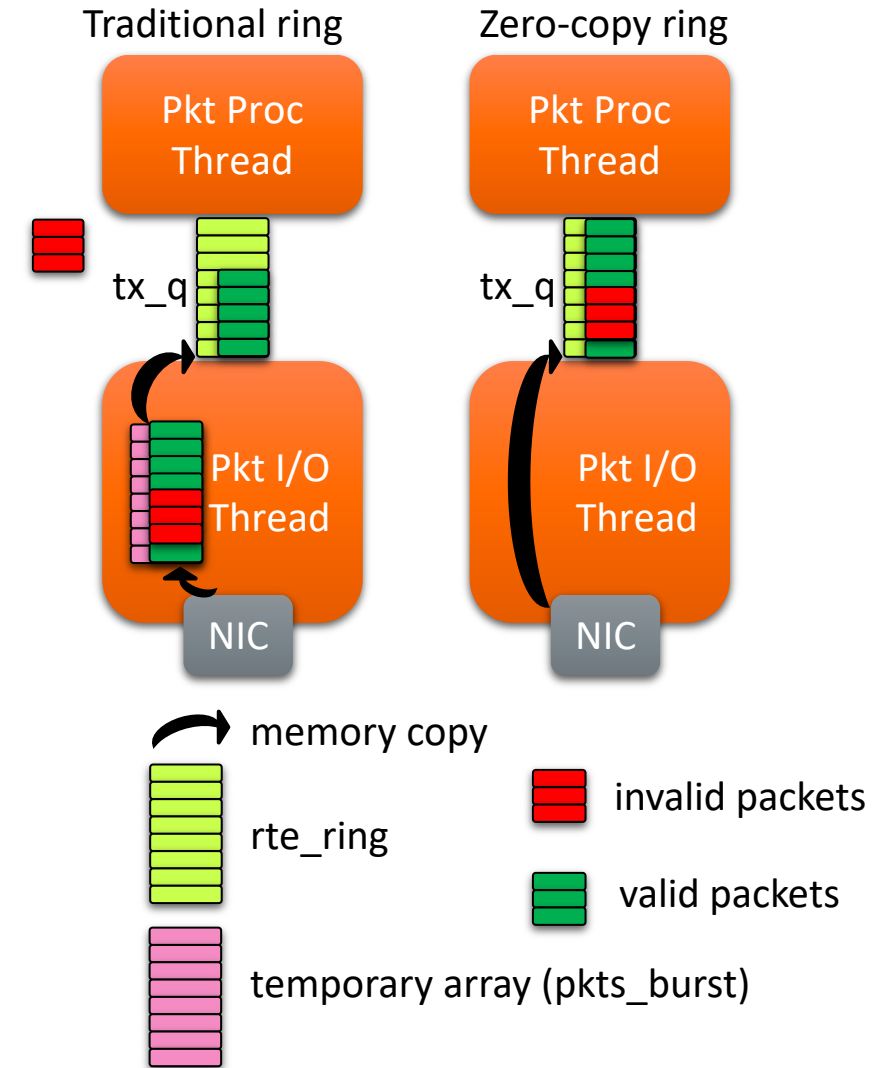 Traditional ring
Zero-copy ring
Pkt Proc
Thread
Pkt Proc
Thread
tx_q
tx_q
Pkt I/O
Thread
Pkt I/O
Thread
NIC
NIC
memory copy
rte_ring
invalid packets
valid packets
temporary array (pkts_burst)